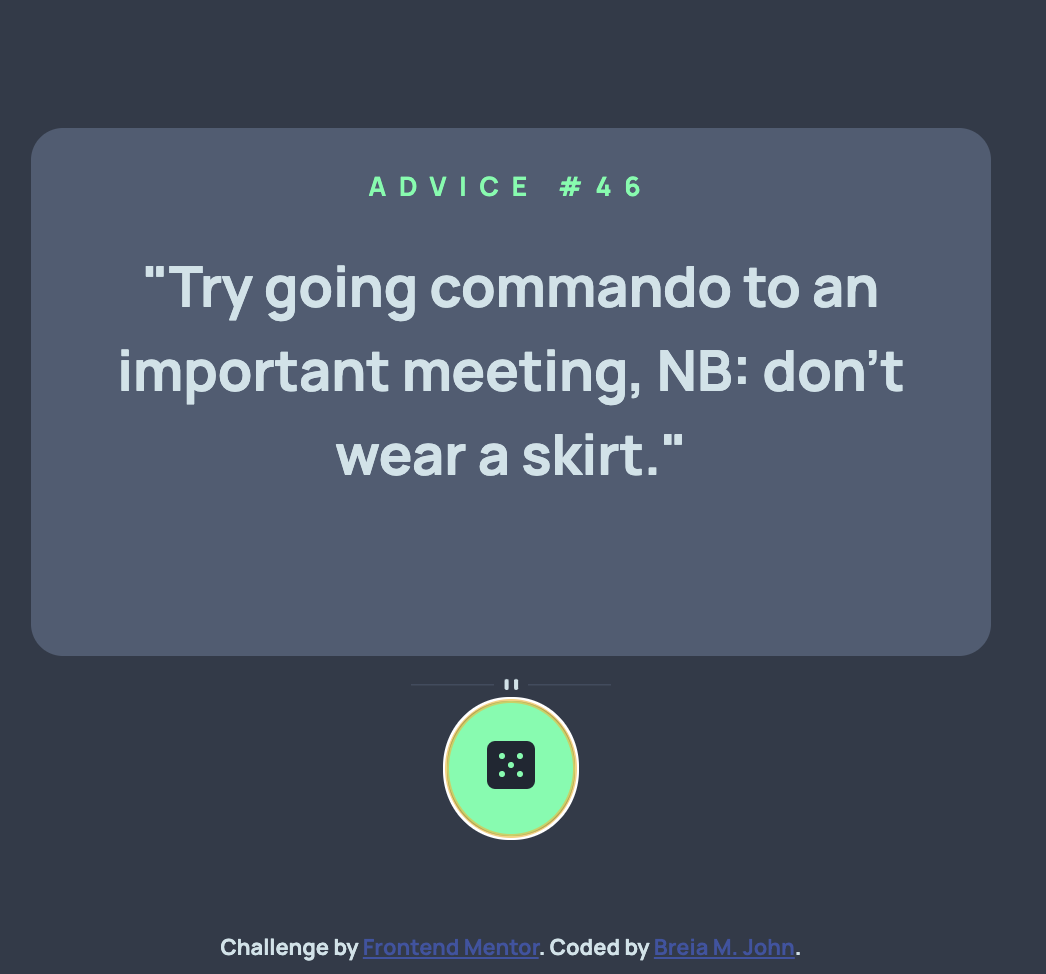 ADVICE #46
"Try going commando to an
important meeting, NB: don’t
wear a skirt."
Challenge by Frontend Mentor. Coded by Breia M. John.